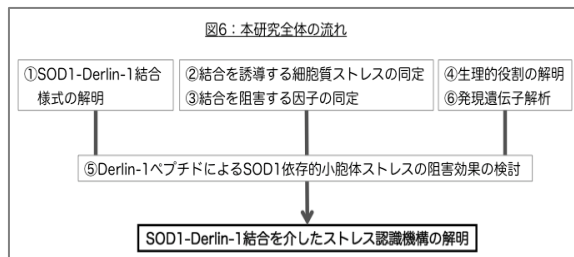 図6：本研究全体の流れ
①SOD1-Derlin-1結合
様式の解明
②結合を誘導する細胞質ストレスの同定
③結合を阻害する因子の同定
④生理的役割の解明
⑥発現遺伝子解析
⑤Derlin-1ペプチドによるSOD1依存的小胞体ストレスの阻害効果の検討
SOD1-Derlin-1結合を介したストレス認識機構の解明